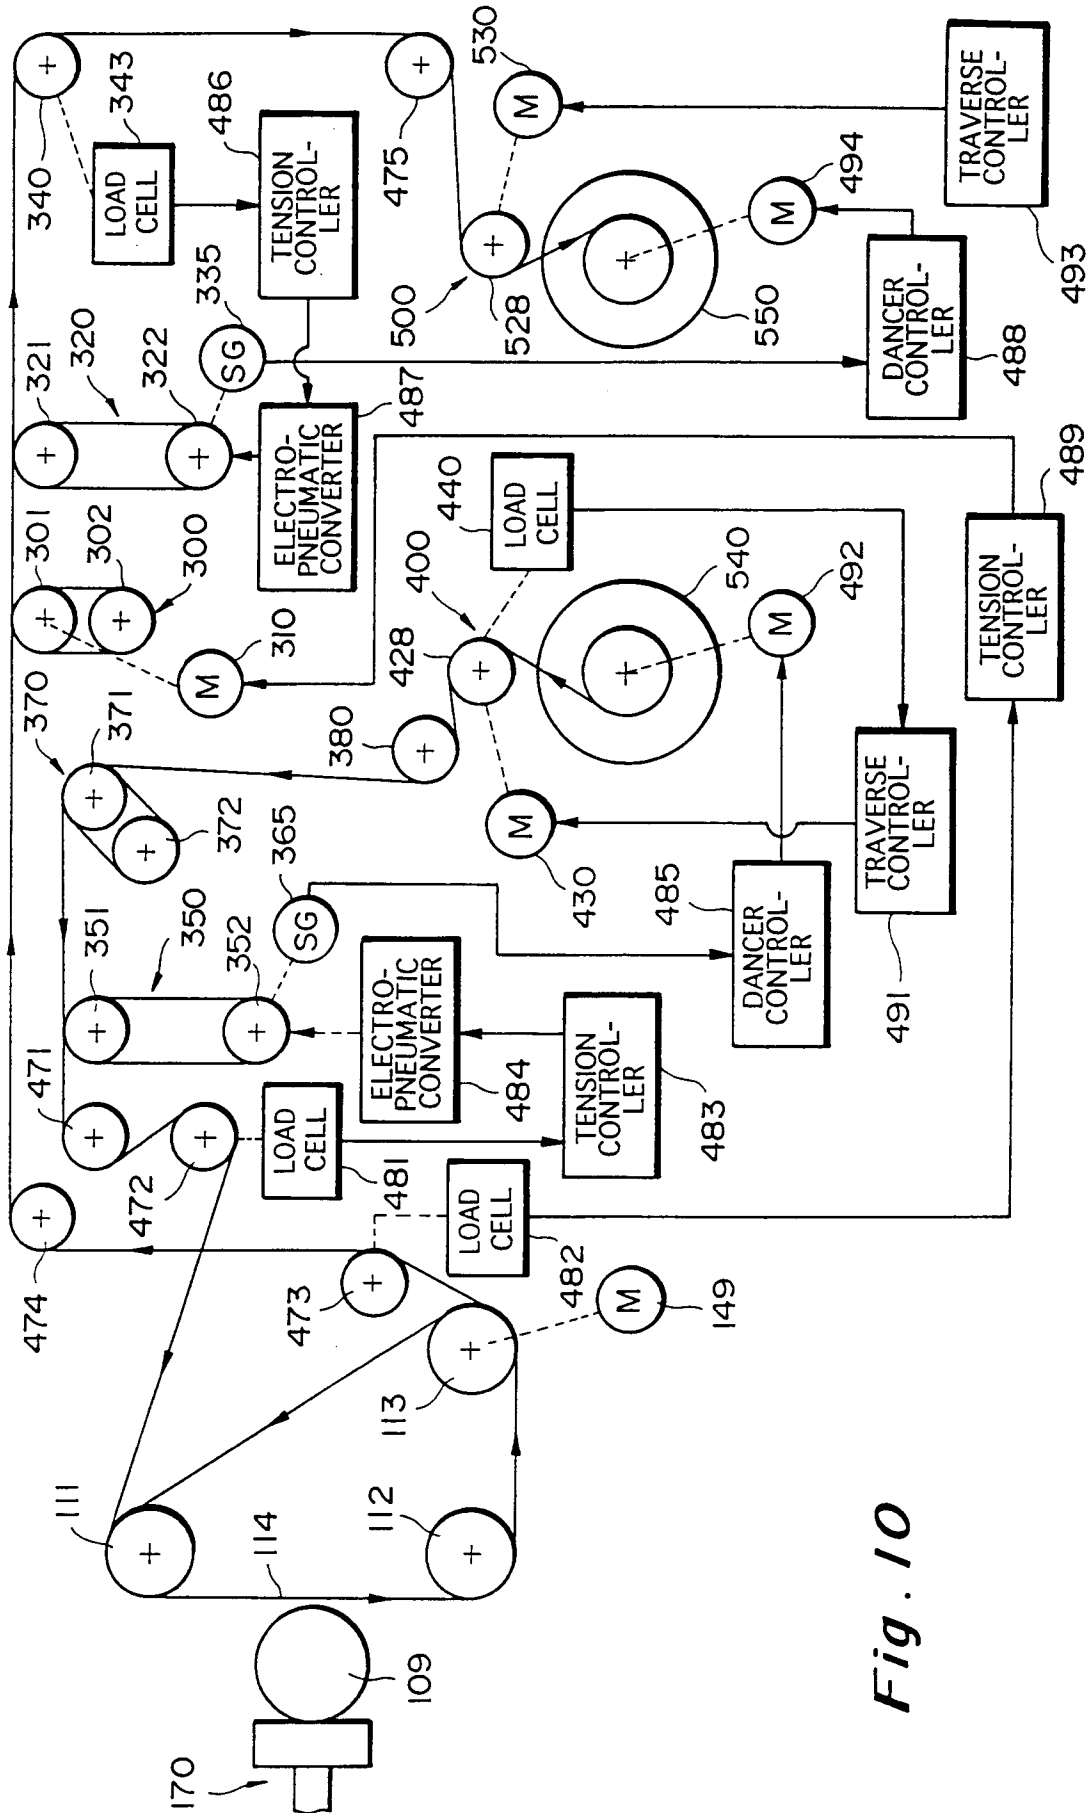 340
LOAD
CELL
343
TENSION
CONTROL-
LER
486
475
M
530
TRAVERSE
CONTROL-
LER
493
M
494
500
528
550
DANCER
CONTROL-
LER
488
321
320
322
SG
335
ELECTRO-
PNEUMATIC
CONVERTER
487
301
302
300
M
310
LOAD
CELL
440
400
428
540
M
492
TENSION
CONTROL-
LER
489
370
371
372
380
M
430
TRAVERSE
CONTROL-
LER
491
351
350
352
SG
365
DANCER
CONTROL-
LER
485
ELECTRO-
PNEUMATIC
CONVERTER
484
TENSION
CONTROL-
LER
483
471
472
LOAD
CELL
481
474
473
LOAD
CELL
482
M
149
113
111
114
112
109
170
Fig. 10